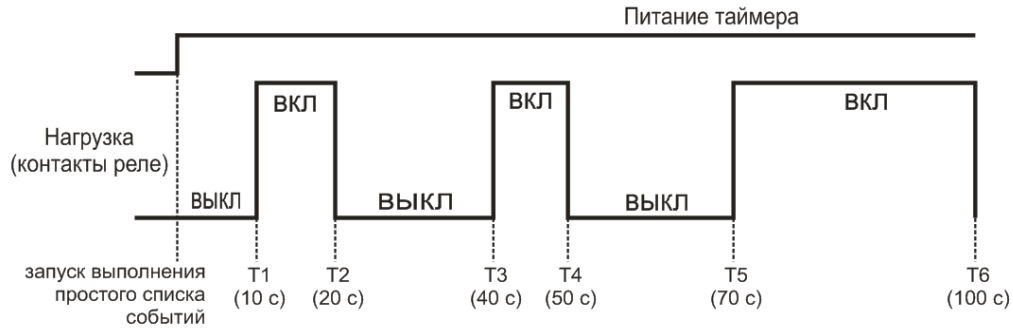 Питание таймера
ВКЛ
ВКЛ
ВКЛ
Нагрузка
(контакты реле)
ВЫКЛ
ВЫКЛ
ВЫКЛ
запуск выполнения
простого списка
событий
T1
(10 с)
T2
(20 с)
T3
(40 с)
T4
(50 с)
T5
(70 с)
T6
(100 с)